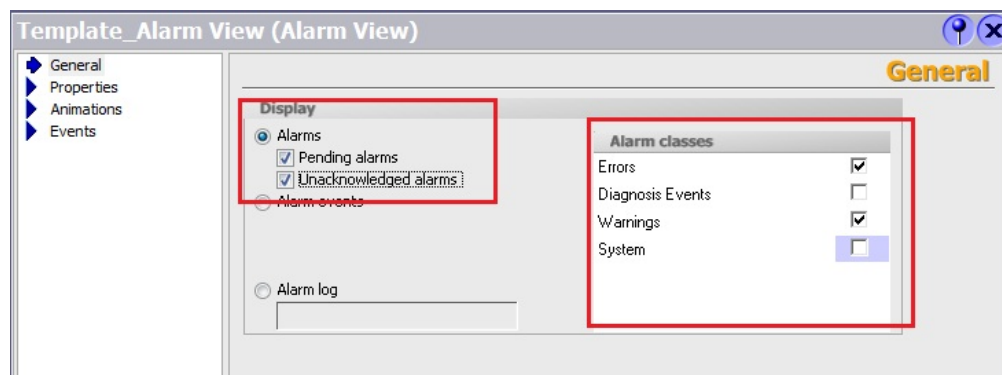 Template_Alarm View (Alarm View)
General
Properties
Animations
Events
General
Display
Alarms
Pending alarms
Unacknowledged alarms
Alarm events
Alarm log
Alarm classes
Errors
Diagnosis Events
Warnings
System